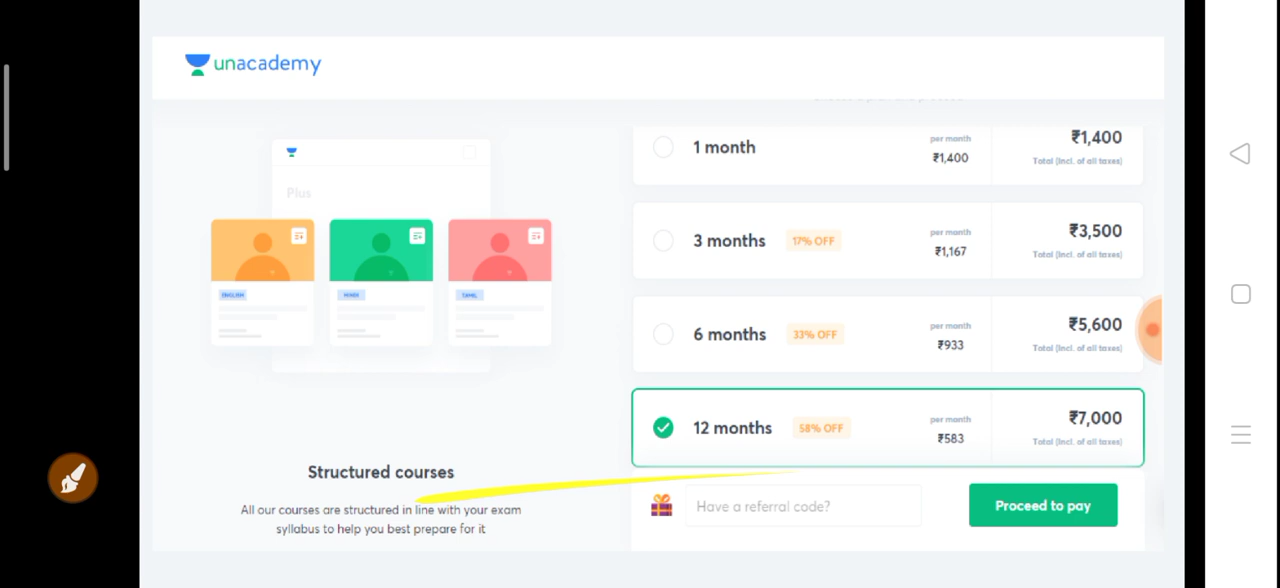 unacademy
Plus
ENGLISH
HINDI
TAMIL
Structured courses
All our courses are structured in line with your exam
syllabus to help you best prepare for it
1 month
per month
₹1,400
₹1,400
Total (Incl. of all taxes)
3 months
17% OFF
per month
₹1,167
₹3,500
Total (Incl. of all taxes)
6 months
33% OFF
per month
₹933
₹5,600
Total (Incl. of all taxes)
12 months
58% OFF
per month
₹583
₹7,000
Total (Incl. of all taxes)
Have a referral code?
Proceed to pay